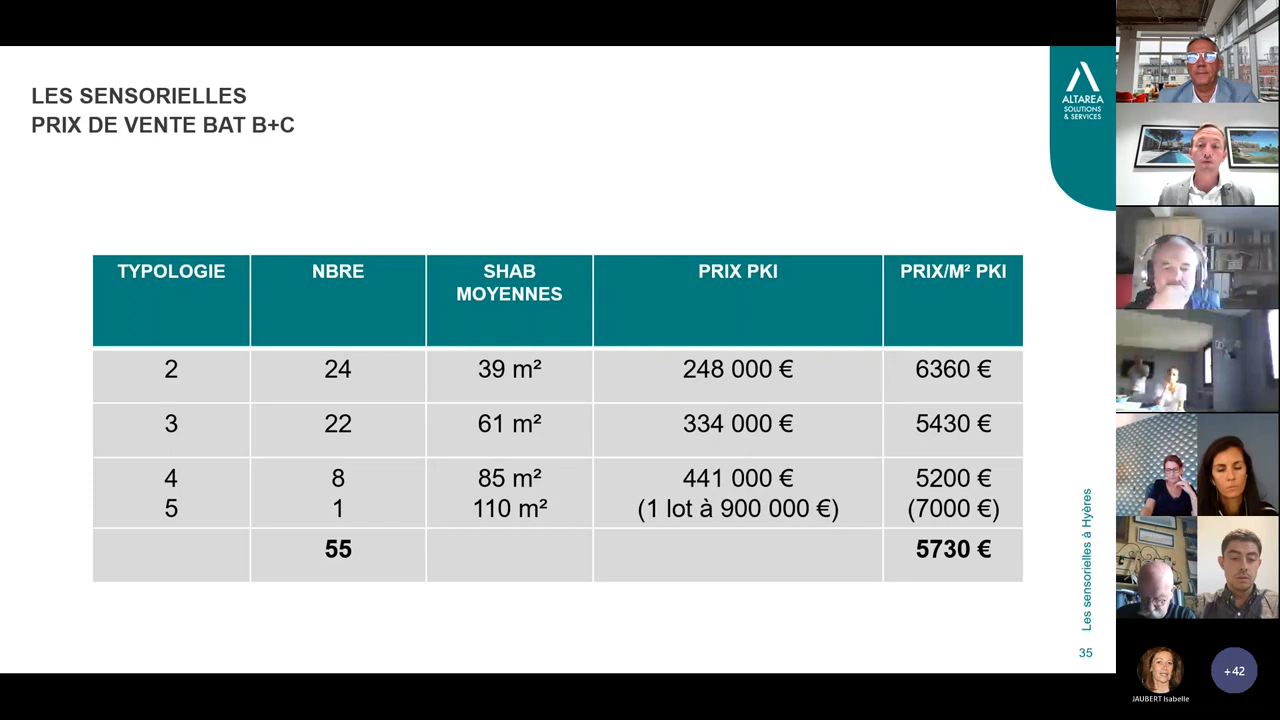 LES SENSORIELLES
PRIX DE VENTE BAT B+C
ALTAREA
SOLUTIONS
& SERVICES
TYPOLOGIE NBRE SHAB MOYENNES PRIX PKI PRIX/M² PKI
2 24 39 m² 248 000 € 6360 €
3 22 61 m² 334 000 € 5430 €
4 8 85 m² 441 000 € 5200 €
5 1 110 m² (1 lot à 900 000 €) (7000 €)
55 5730 €
Les sensorielles à Hyères
35
JAUBERT Isabelle
+42